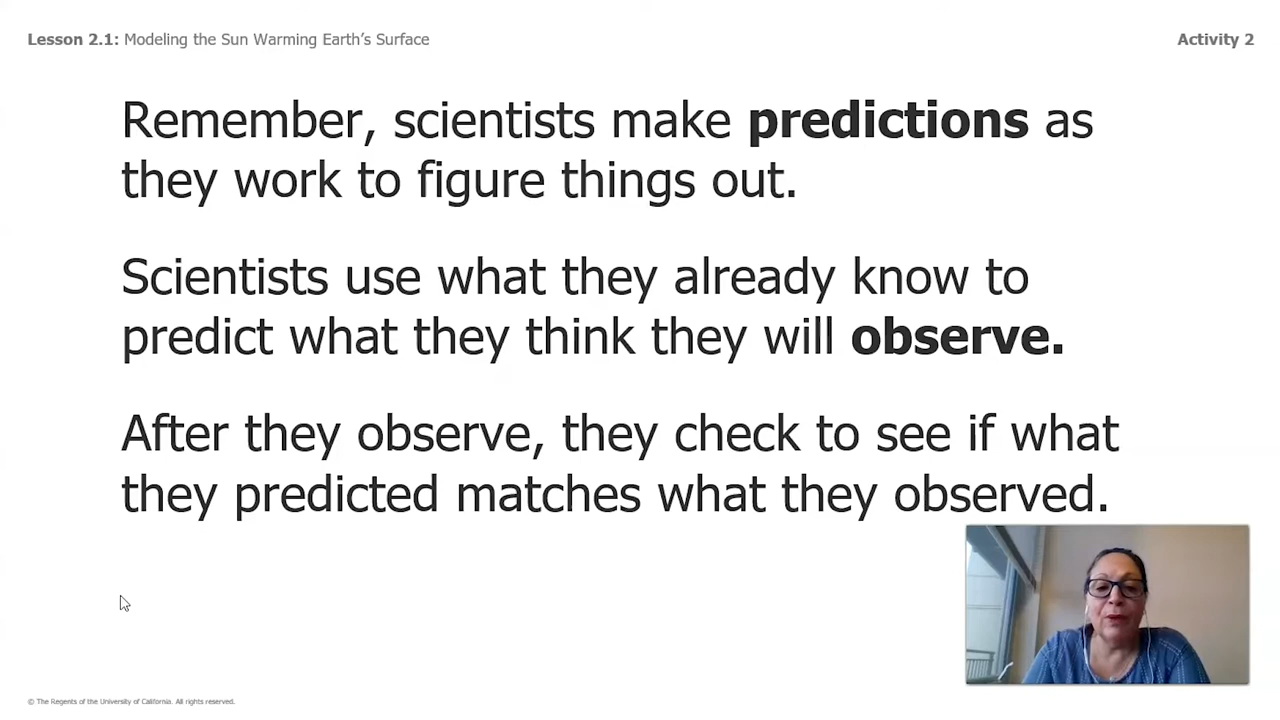 Lesson 2.1: Modeling the Sun Warming Earth's Surface
Activity 2
Remember, scientists make predictions as
they work to figure things out.
Scientists use what they already know to
predict what they think they will observe.
After they observe, they check to see if what
they predicted matches what they observed.
© The Regents of the University of California. All rights reserved.